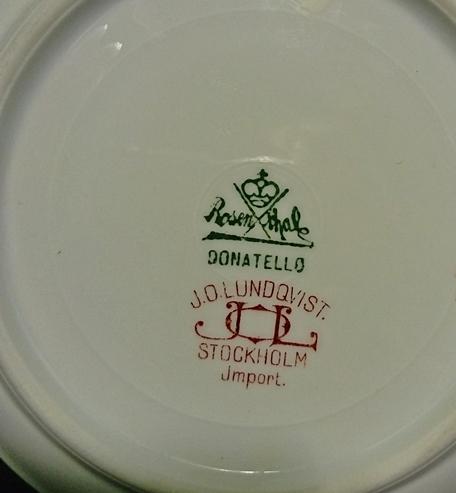 Rosenthal
DONATELLO
J.O.LUNDQVIST.
JOL
STOCKHOLM
Jmport.